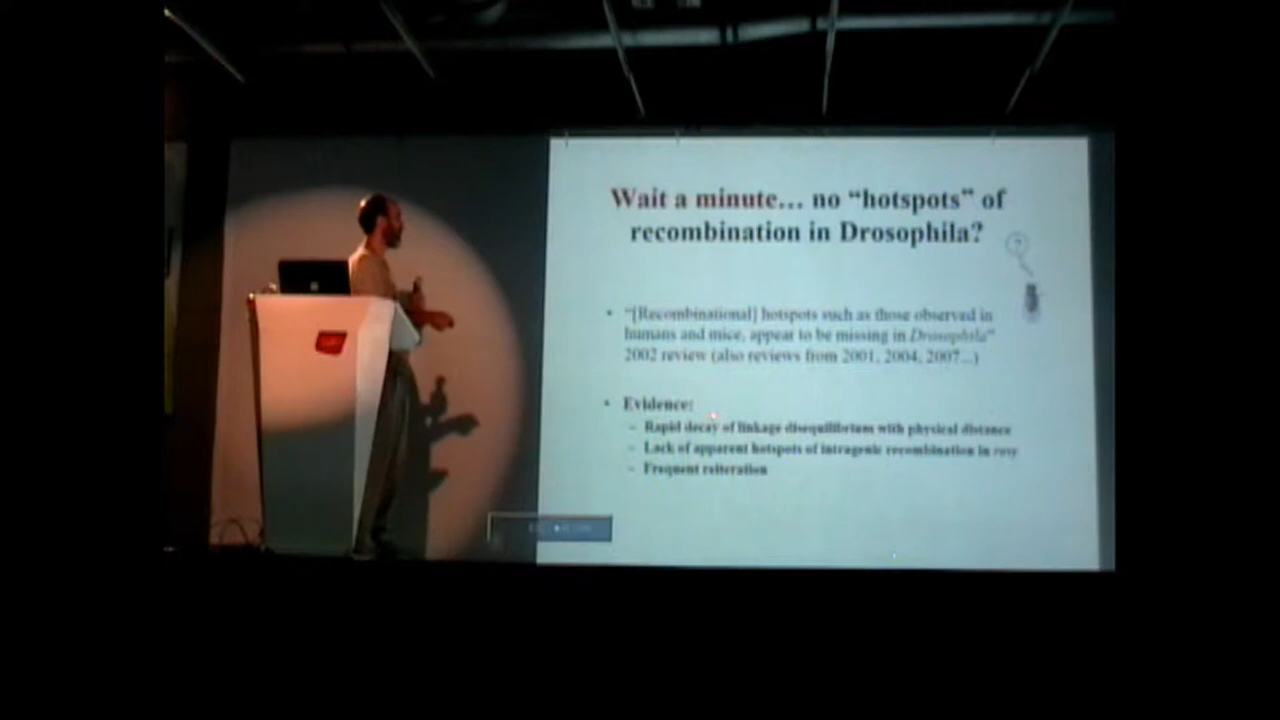 Wait a minute... no “hotspots” of
recombination in Drosophila?
• “[Recombinational] hotspots such as those observed in
humans and mice, appear to be missing in Drosophila”
2002 review (also reviews from 2001, 2004, 2007...)
• Evidence:
– Rapid decay of linkage disequilibrium with physical distance
– Lack of apparent hotspots of intragenic recombination in rosy
– Frequent reiteration